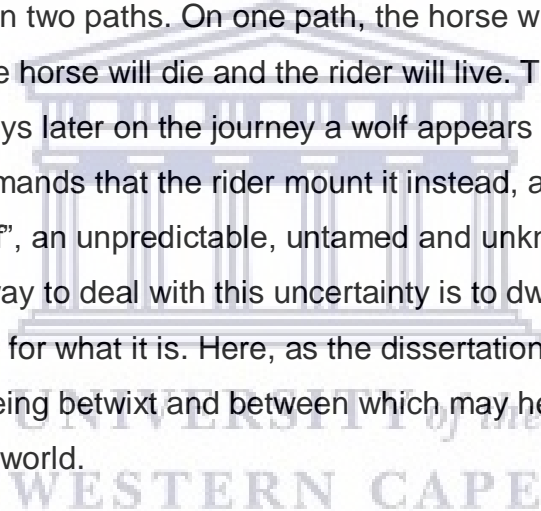 n two paths. On one path, the horse w
e horse will die and the rider will live. T
ys later on the journey a wolf appears
mands that the rider mount it instead, a
f”, an unpredictable, untamed and unkn
vay to deal with this uncertainty is to dw
for what it is. Here, as the dissertation
eing betwixt and between which may he
UNIVERSITY of the
world.
WESTERN CAPE